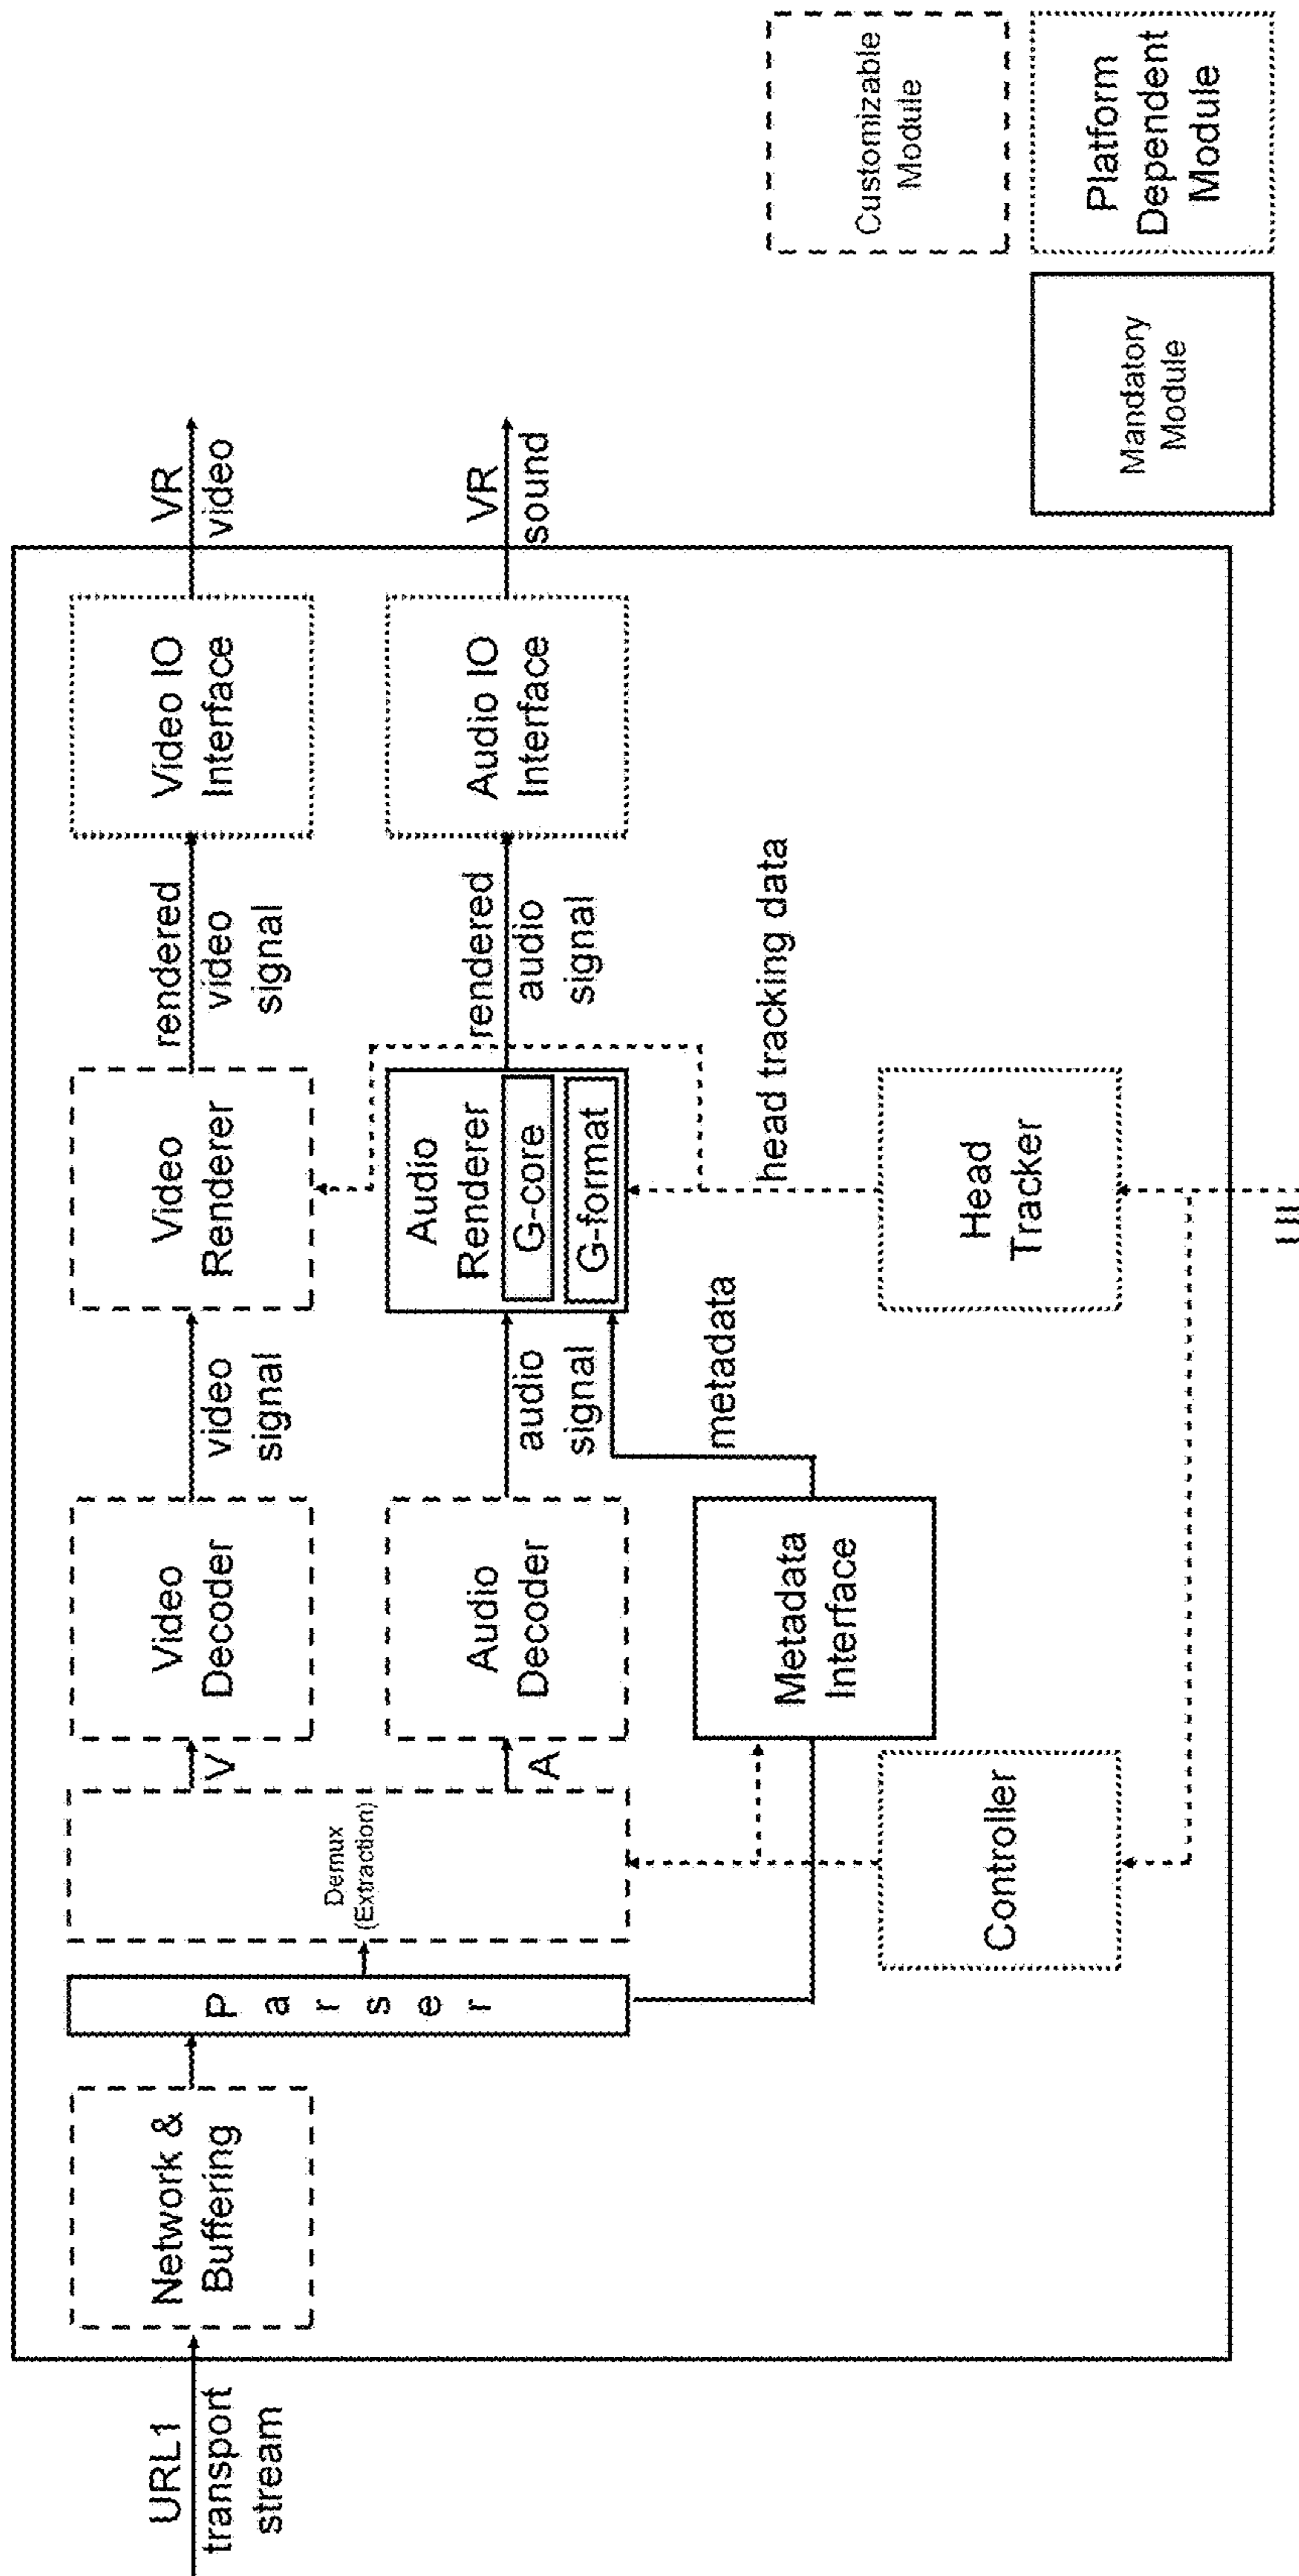 URL1
transport
stream
Network &
Buffering
Parser
Demux
(Extraction)
V
A
Video
Decoder
Audio
Decoder
Metadata
Interface
Controller
video
signal
audio
signal
metadata
Video
Renderer
Audio
Renderer
G-core
G-format
Head
Tracker
head tracking data
rendered
video
signal
rendered
audio
signal
Video IO
Interface
Audio IO
Interface
VR
video
VR
sound
Mandatory
Module
Customizable
Module
Platform
Dependent
Module